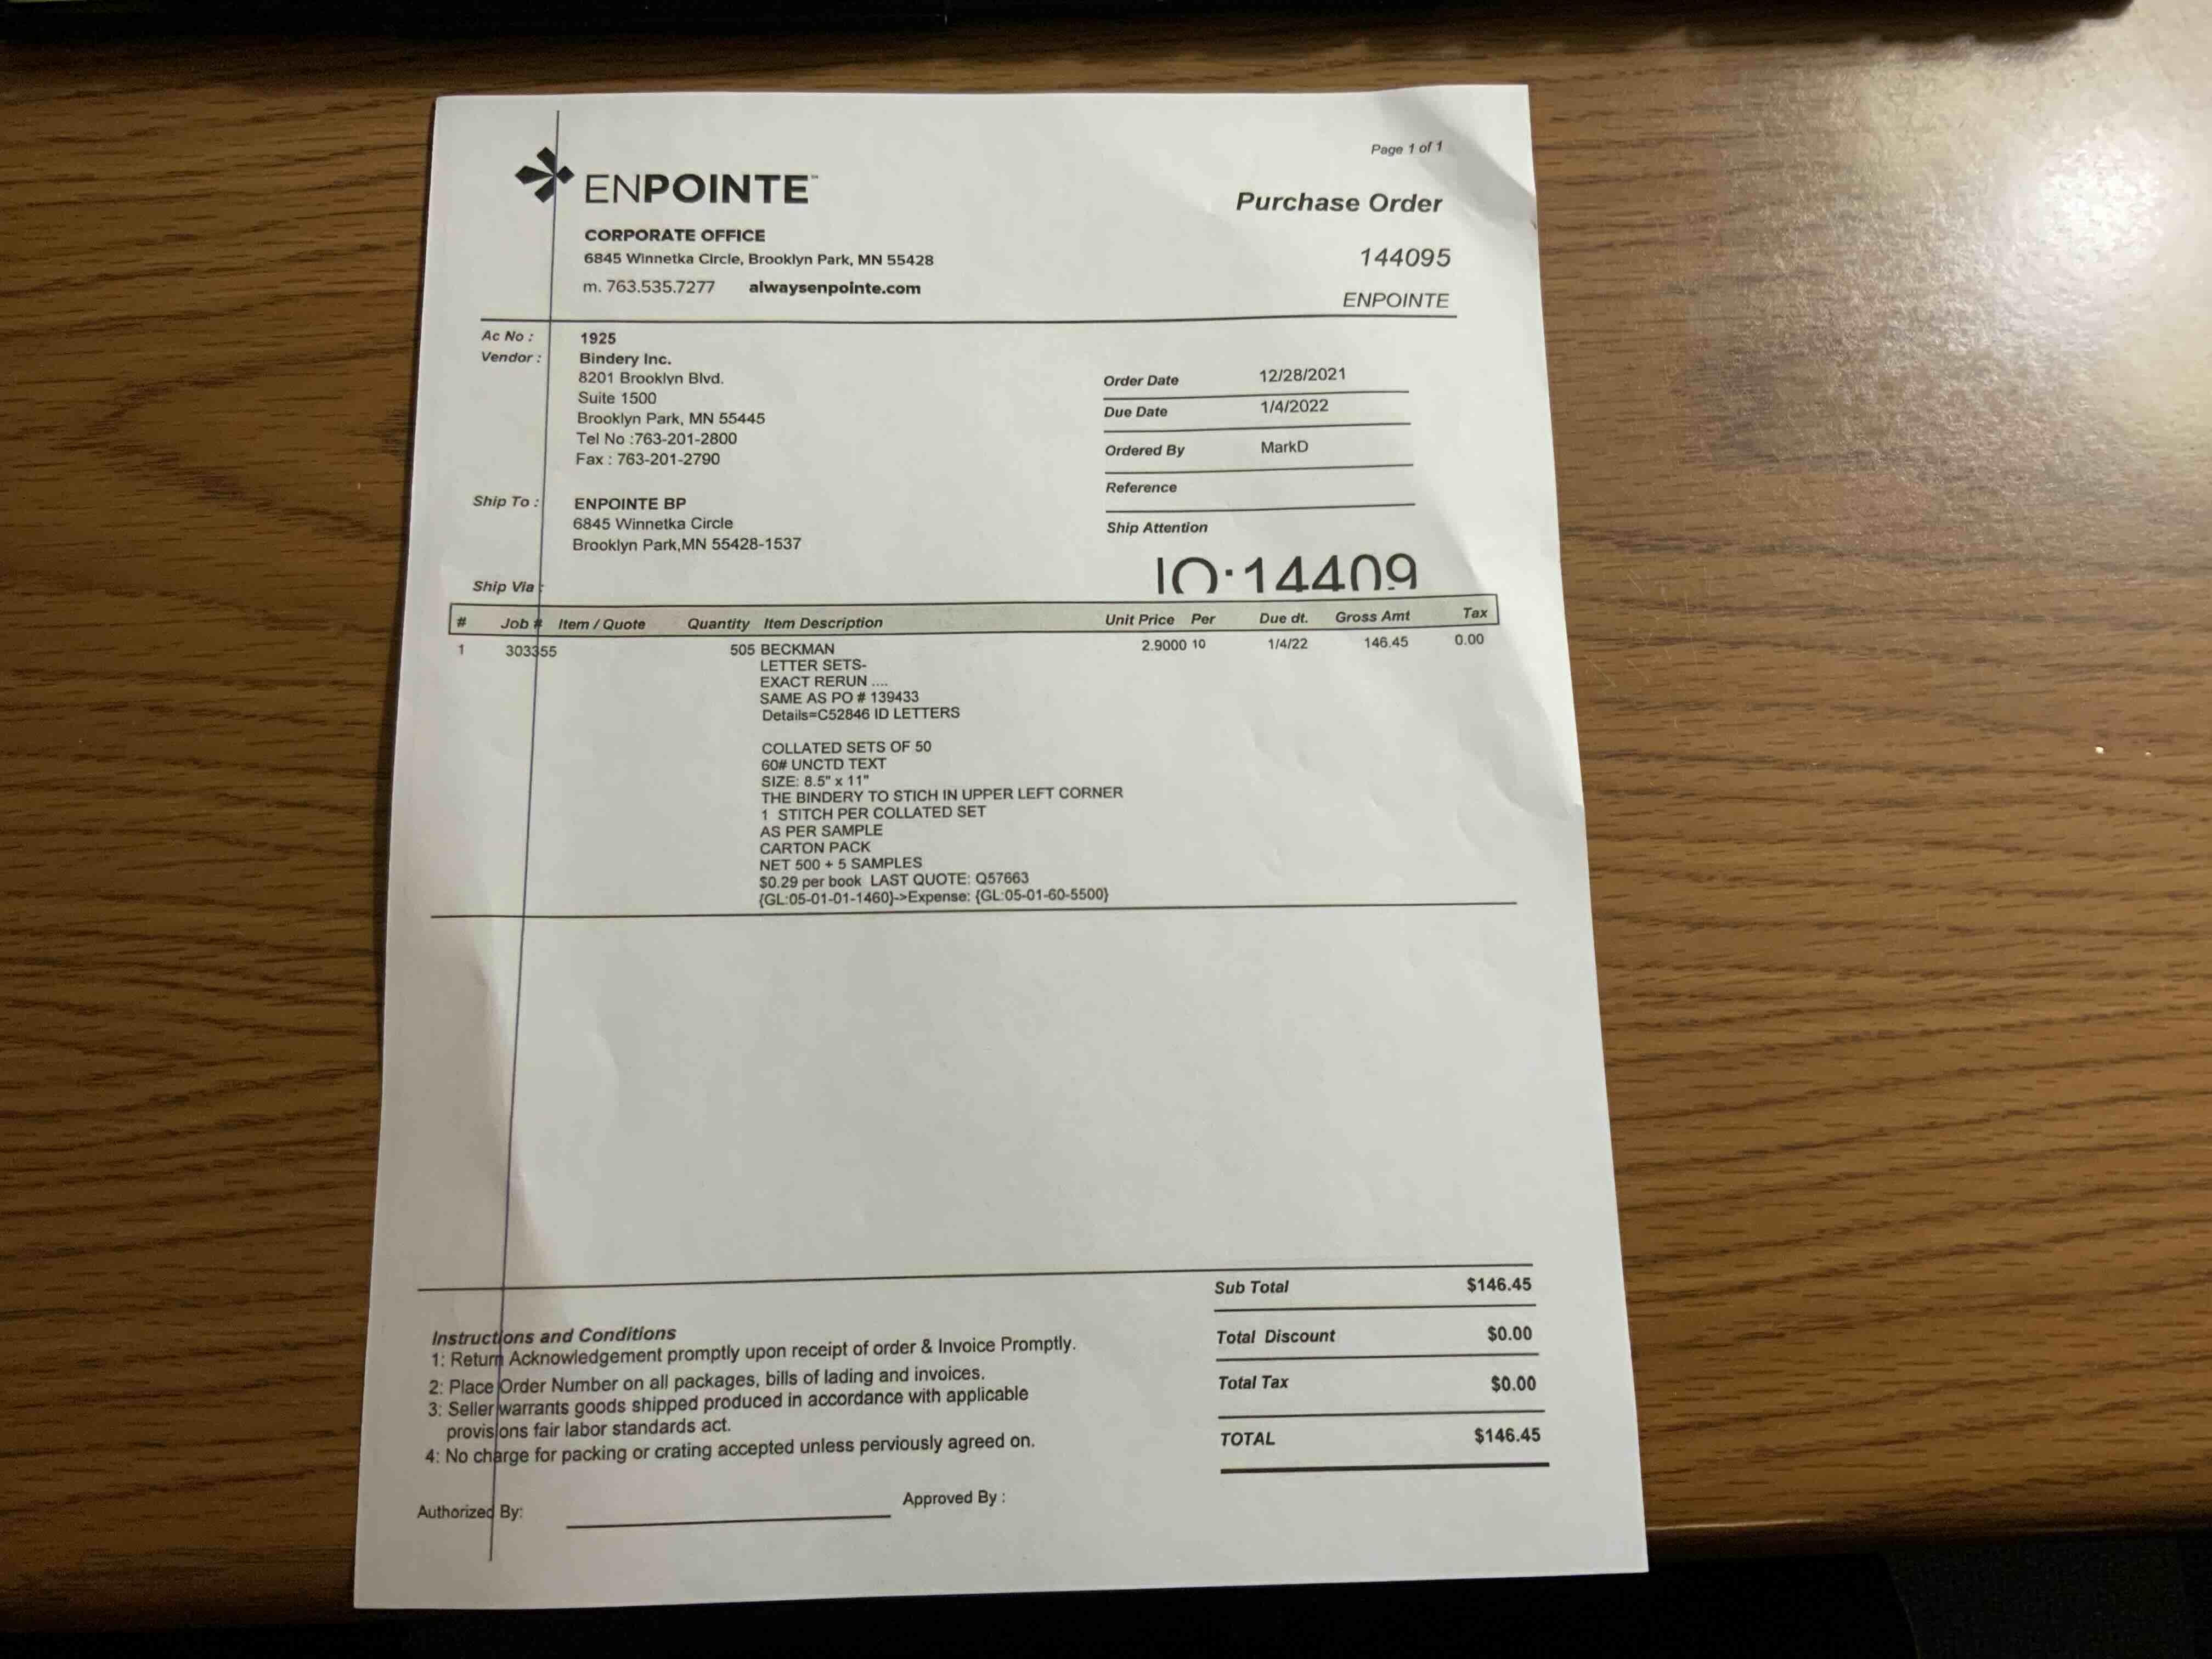 Page 1 of 1
ENPOINTE™
Purchase Order
CORPORATE OFFICE
6845 Winnetka Circle, Brooklyn Park, MN 55428
144095
m. 763.535.7277 alwaysenpointe.com
ENPOINTE
Ac No : 1925
Vendor : Bindery Inc.
8201 Brooklyn Blvd.
Suite 1500
Brooklyn Park, MN 55445
Tel No :763-201-2800
Fax : 763-201-2790
Order Date 12/28/2021
Due Date 1/4/2022
Ordered By MarkD
Reference
Ship Attention
Ship To : ENPOINTE BP
6845 Winnetka Circle
Brooklyn Park,MN 55428-1537
Ship Via :
# Job # Item / Quote Quantity Item Description Unit Price Per Due dt. Gross Amt Tax
1 303355 505 BECKMAN 2.9000 10 1/4/22 146.45 0.00
LETTER SETS-
EXACT RERUN ....
SAME AS PO # 139433
Details=C52846 ID LETTERS
COLLATED SETS OF 50
60# UNCTD TEXT
SIZE: 8.5" x 11"
THE BINDERY TO STICH IN UPPER LEFT CORNER
1 STITCH PER COLLATED SET
AS PER SAMPLE
CARTON PACK
NET 500 + 5 SAMPLES
$0.29 per book LAST QUOTE: Q57663
{GL:05-01-01-1460}->Expense: {GL:05-01-60-5500}
Sub Total $146.45
Total Discount $0.00
Total Tax $0.00
TOTAL $146.45
Instructions and Conditions
1: Return Acknowledgement promptly upon receipt of order & Invoice Promptly.
2: Place Order Number on all packages, bills of lading and invoices.
3: Seller warrants goods shipped produced in accordance with applicable
provisions fair labor standards act.
4: No charge for packing or crating accepted unless perviously agreed on.
Authorized By:
Approved By :